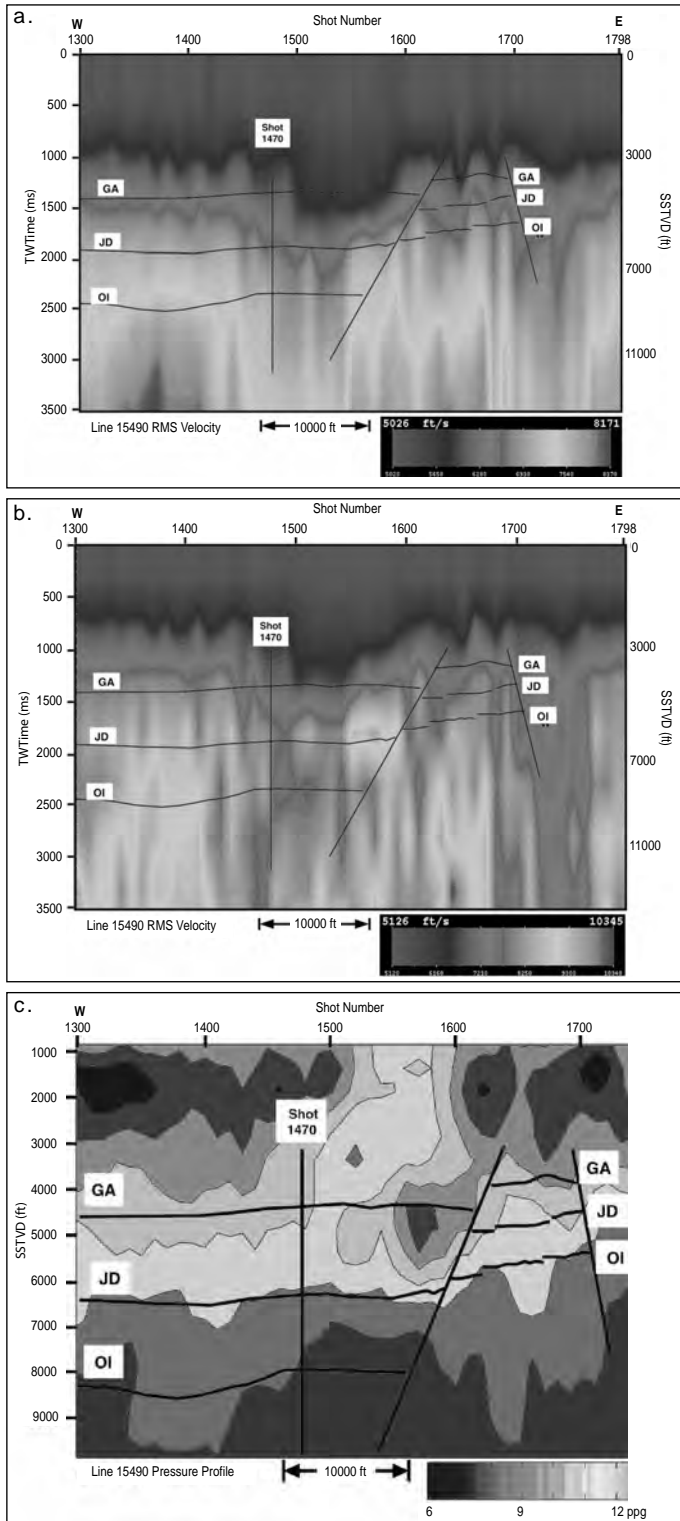 a.
Shot Number
W E
1300 1400 1500 1600 1700 1798
0 0
500
1000 3000
1500
2000 7000
2500
3000 11000
3500
TWTime (ms)
SSTVD (ft)
Shot
1470
GA
JD
OI
GA
JD
OI
Line 15490 RMS Velocity
10000 ft
5026 ft/s 8171
b.
Shot Number
W E
1300 1400 1500 1600 1700 1798
0 0
500
1000 3000
1500
2000 7000
2500
3000 11000
3500
TWTime (ms)
SSTVD (ft)
Shot
1470
GA
JD
OI
GA
JD
OI
Line 15490 RMS Velocity
10000 ft
5126 ft/s 10345
c.
Shot Number
W
1300 1400 1500 1600 1700
1000
2000
3000
4000
5000
6000
7000
8000
9000
SSTVD (ft)
Shot
1470
GA
JD
OI
GA
JD
OI
Line 15490 Pressure Profile
10000 ft
6 9 12 ppg